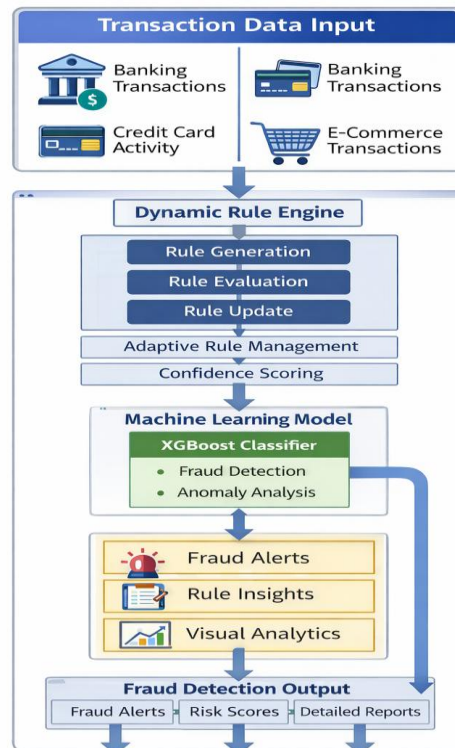 Transaction Data Input
Banking
Transactions
Banking
Transactions
Credit Card
Activity
E-Commerce
Transactions
Dynamic Rule Engine
Rule Generation
Rule Evaluation
Rule Update
Adaptive Rule Management
Confidence Scoring
Machine Learning Model
XGBoost Classifier
• Fraud Detection
• Anomaly Analysis
Fraud Alerts
Rule Insights
Visual Analytics
Fraud Detection Output
Fraud Alerts Risk Scores Detailed Reports